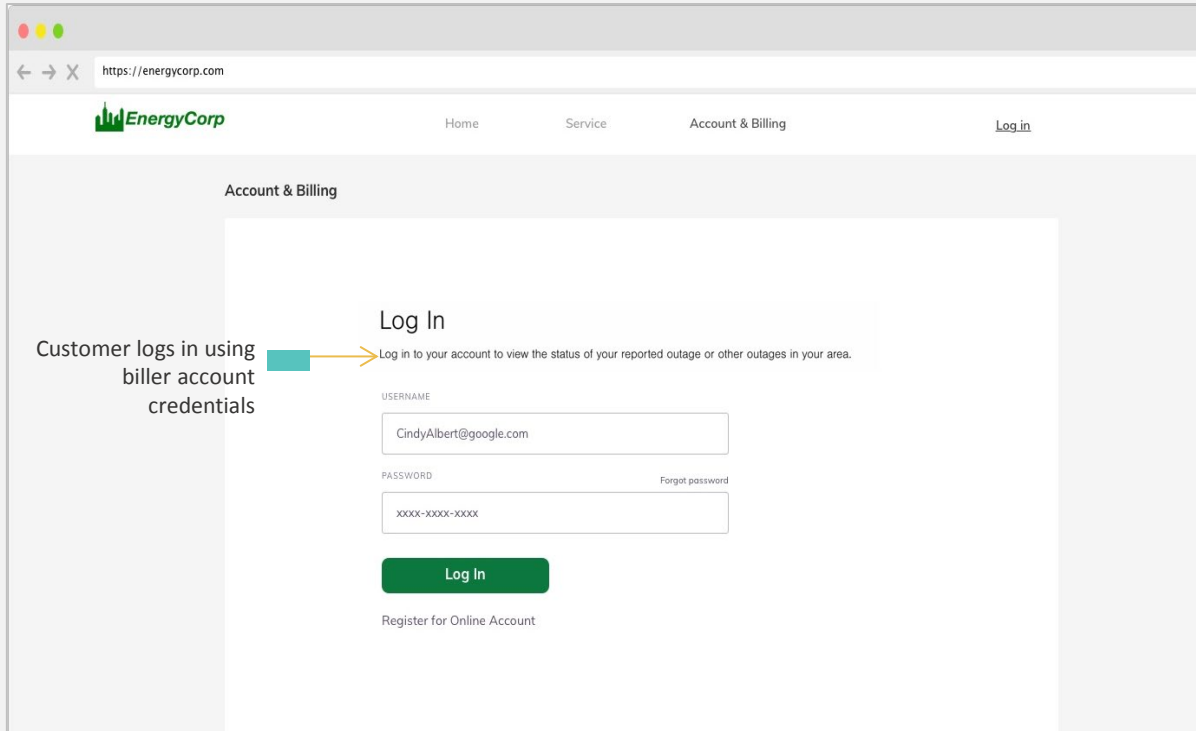 https://energycorp.com
EnergyCorp
Home
Service
Account & Billing
Log in
Account & Billing
Log In
Log in to your account to view the status of your reported outage or other outages in your area.
Customer logs in using
biller account
credentials
USERNAME
CindyAlbert@google.com
PASSWORD
Forgot password
xxxx-xxxx-xxxx
Log In
Register for Online Account